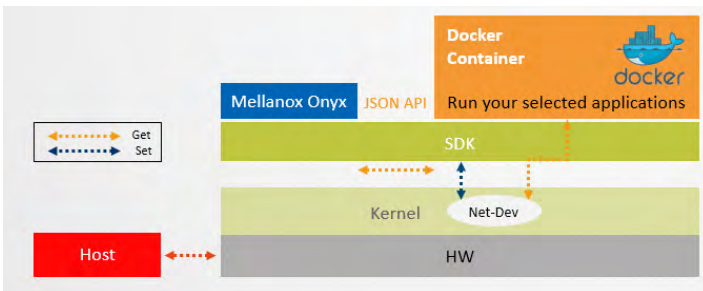 Docker
Container
docker
Mellanox Onyx
JSON API
Run your selected applications
Get
Set
SDK
Kernel
Net-Dev
Host
HW